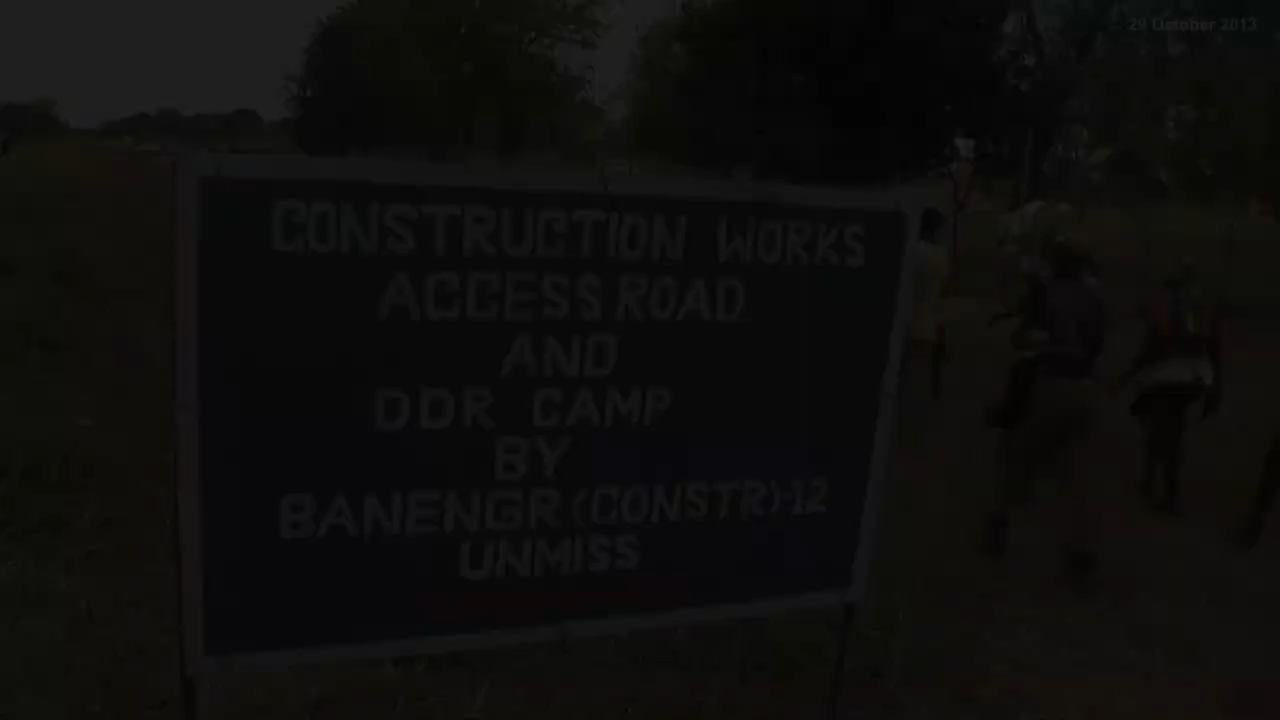 29 October 2013
CONSTRUCTION WORKS
ACCESS ROAD
AND
DDR CAMP
BY
BANENGR (CONSTR)-12
UNMISS